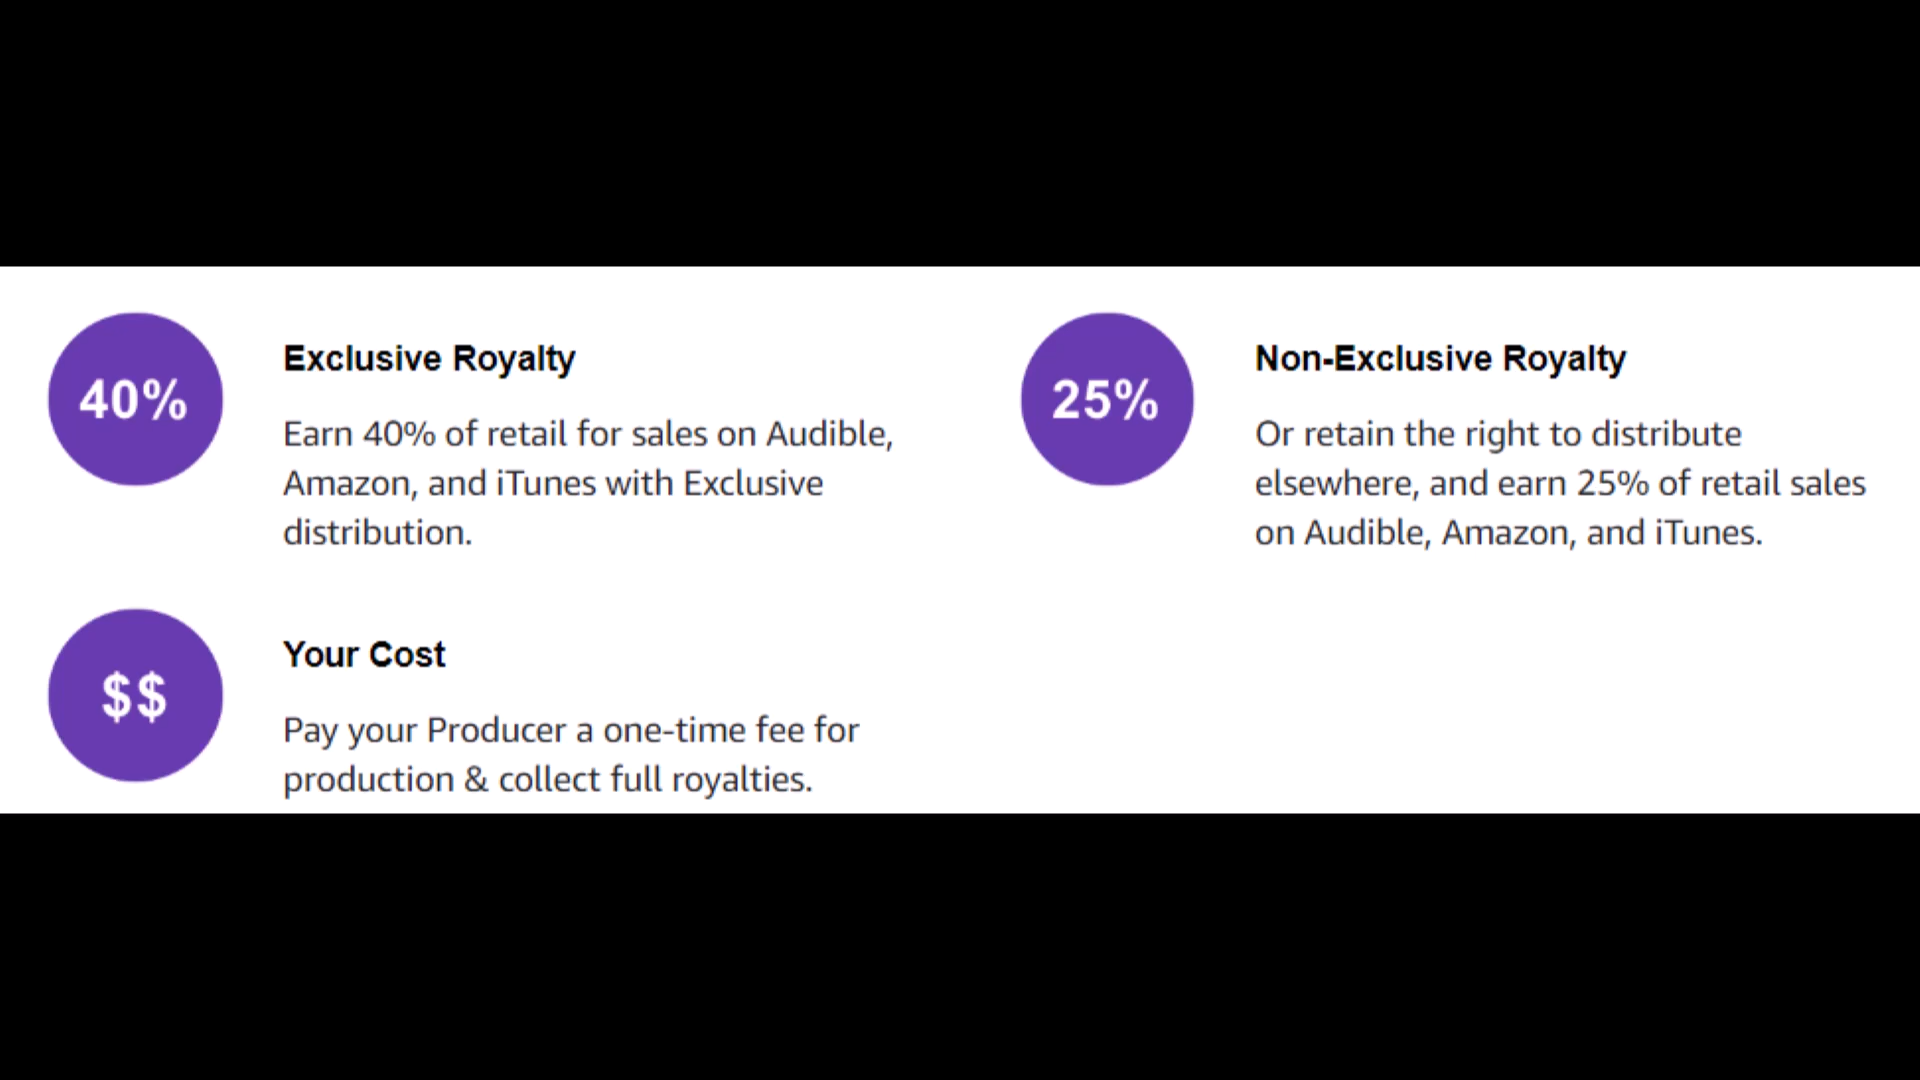 40%
Exclusive Royalty
Earn 40% of retail for sales on Audible,
Amazon, and iTunes with Exclusive
distribution.
25%
Non-Exclusive Royalty
Or retain the right to distribute
elsewhere, and earn 25% of retail sales
on Audible, Amazon, and iTunes.
$$
Your Cost
Pay your Producer a one-time fee for
production & collect full royalties.